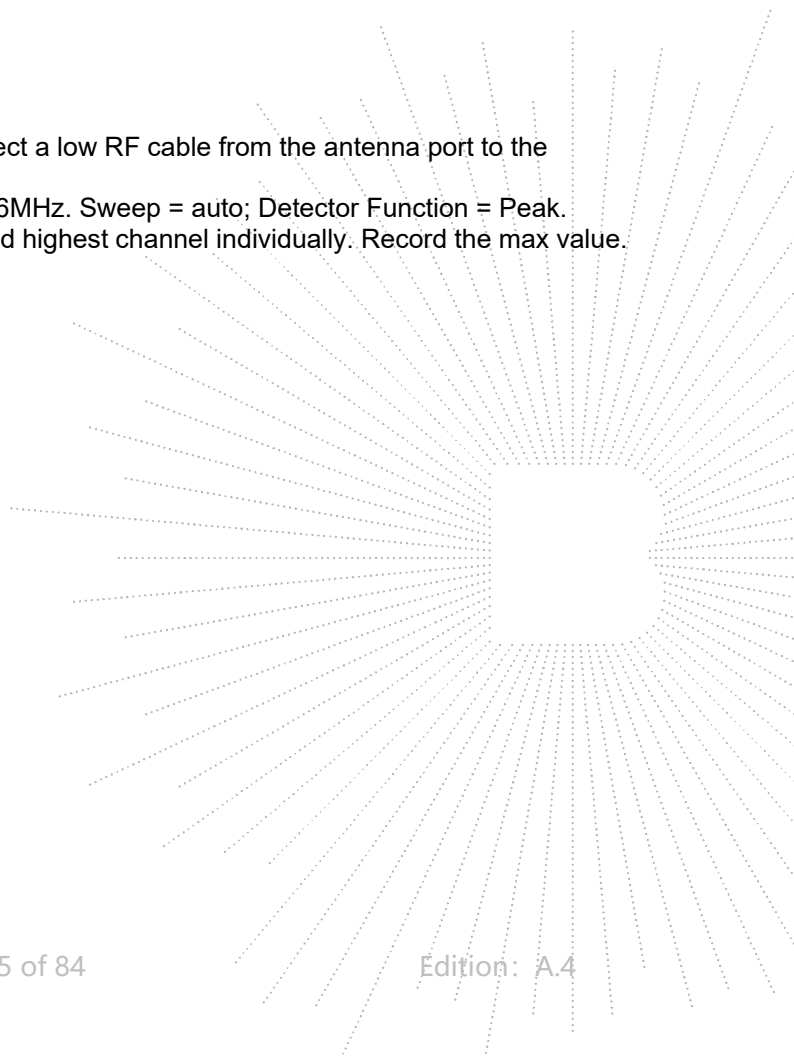 ect a low RF cable from the antenna port to the
6MHz. Sweep = auto; Detector Function = Peak.
d highest channel individually. Record the max value.
5 of 84 Edition: A.4